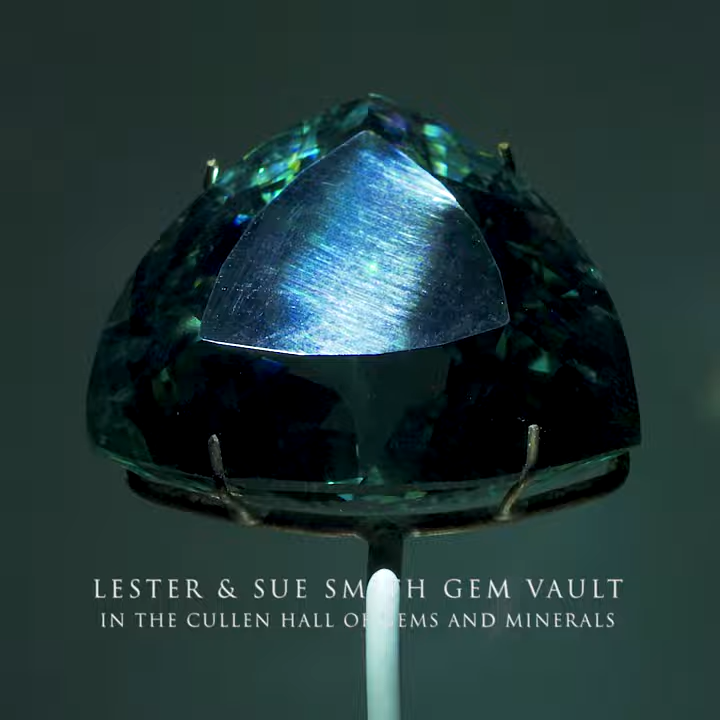 LESTER & SUE SMITH GEM VAULT
IN THE CULLEN HALL OF GEMS AND MINERALS